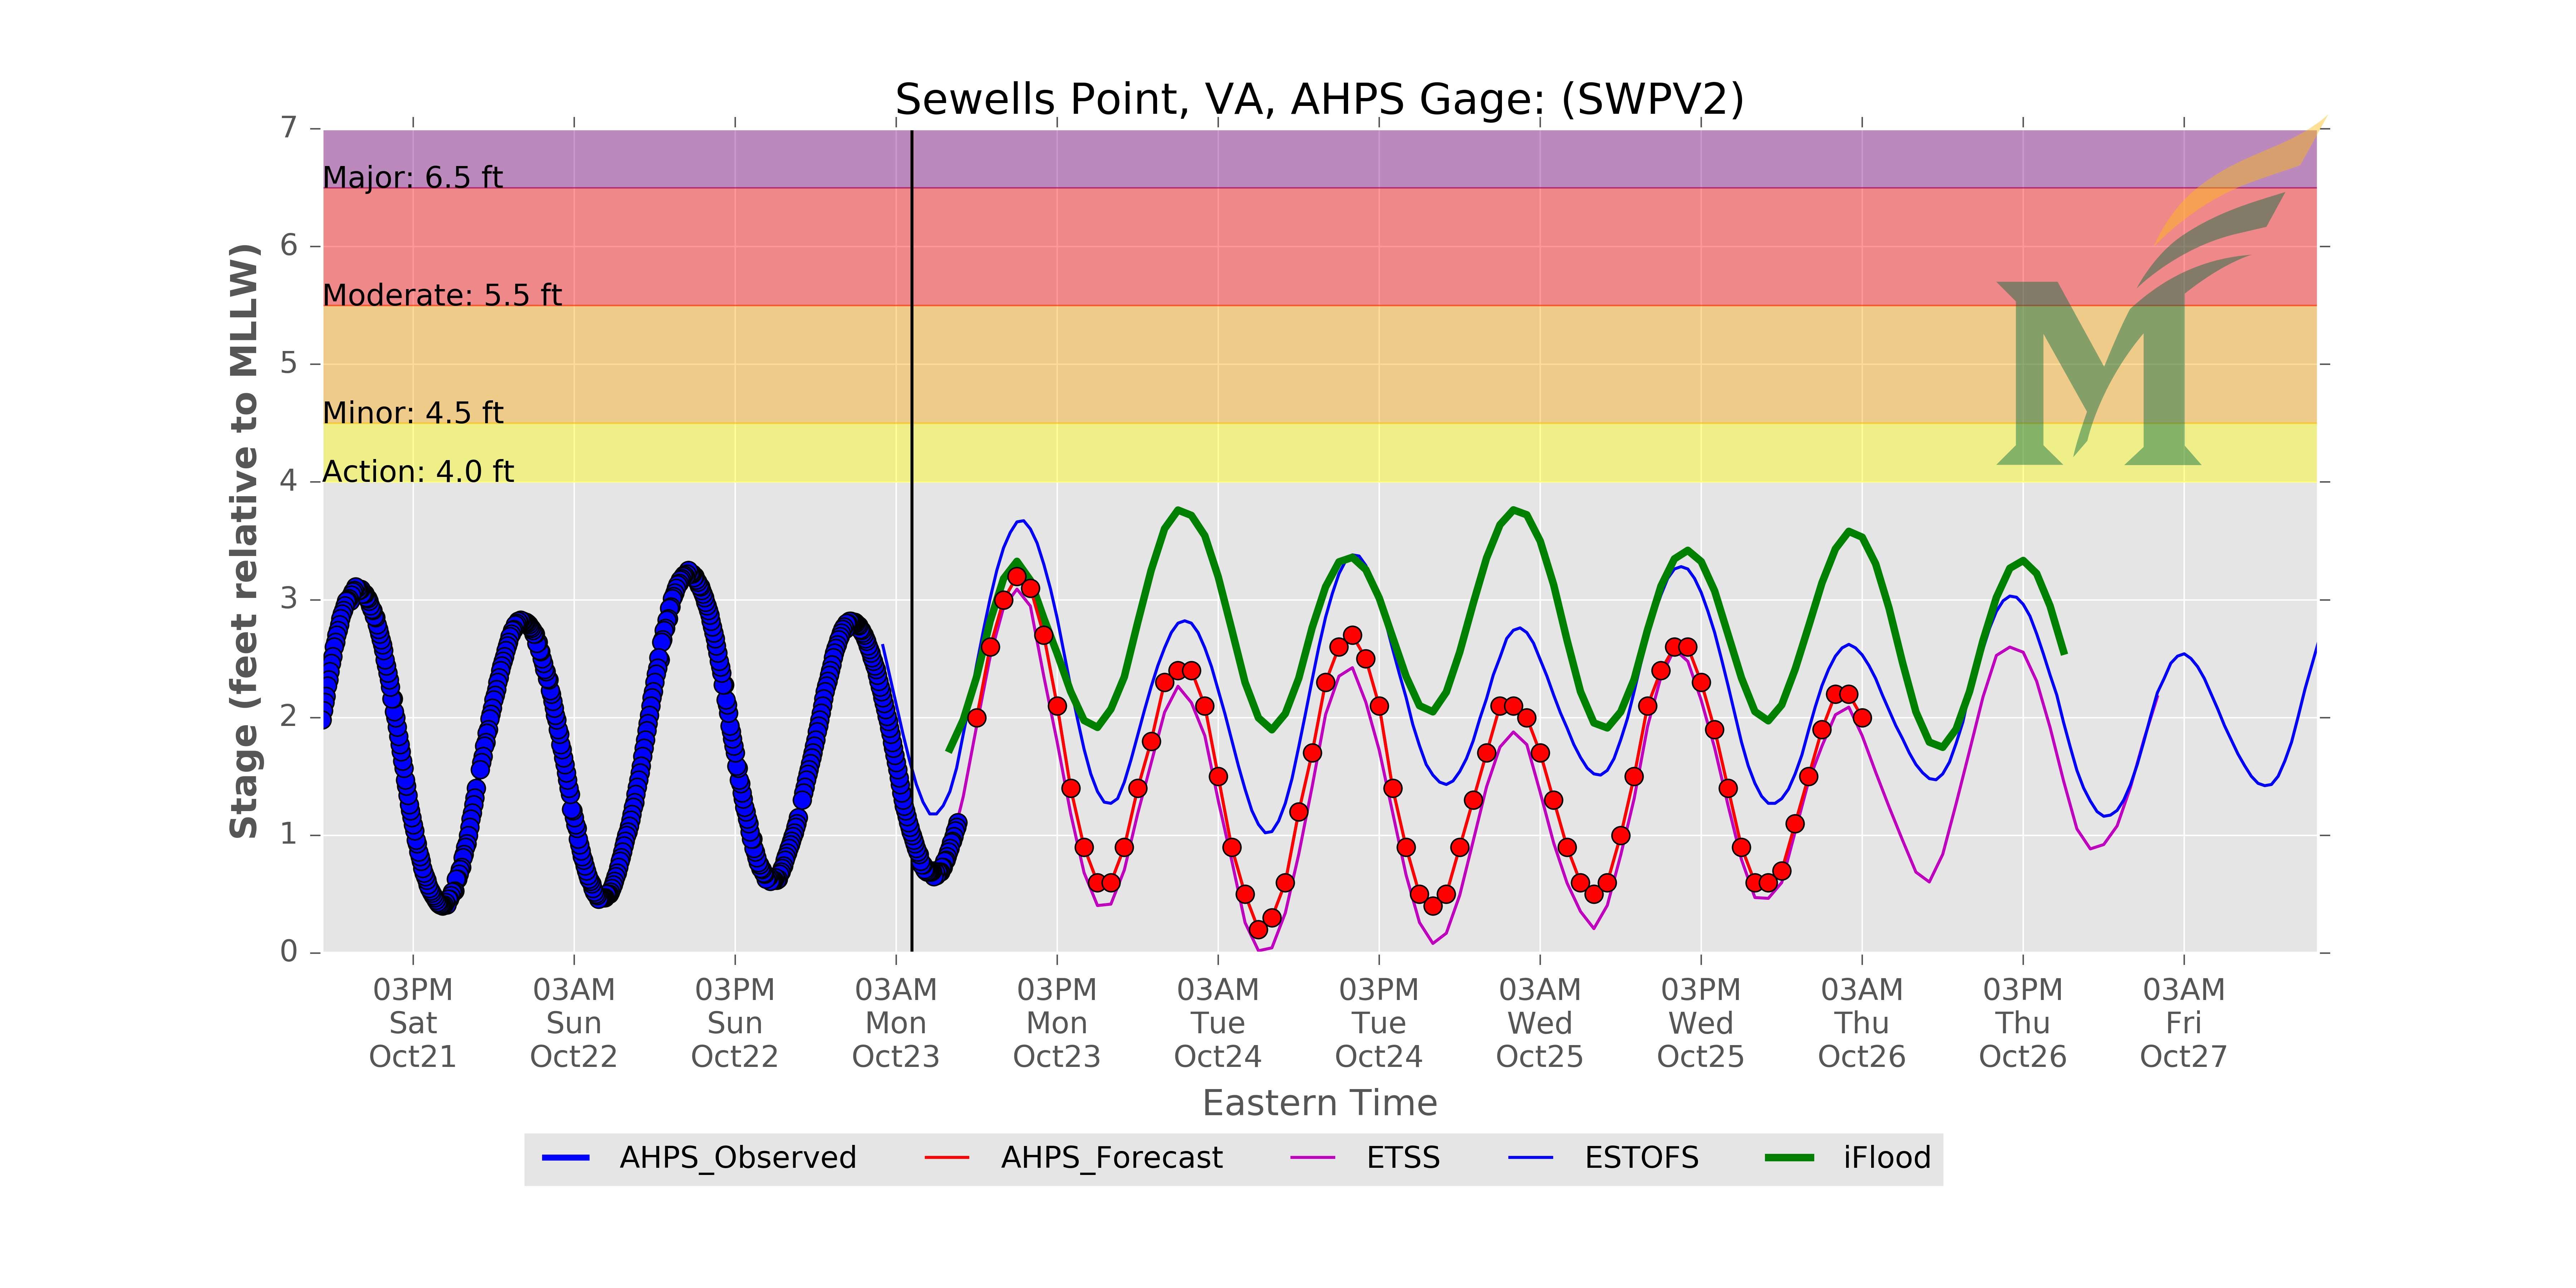 Sewells Point, VA, AHPS Gage: (SWPV2)
7
Major: 6.5 ft
6
Moderate: 5.5 ft
5
Minor: 4.5 ft
Action: 4.0 ft
4
3
2
1
0
Stage (feet relative to MLLW)
M
03PM 03AM 03PM 03AM 03PM 03AM 03PM 03AM 03PM 03AM 03PM 03AM
Sat Sun Sun Mon Mon Tue Tue Wed Wed Thu Thu Fri
Oct21 Oct22 Oct22 Oct23 Oct23 Oct24 Oct24 Oct25 Oct25 Oct26 Oct26 Oct27
Eastern Time
AHPS_Observed AHPS_Forecast ETSS ESTOFS iFlood